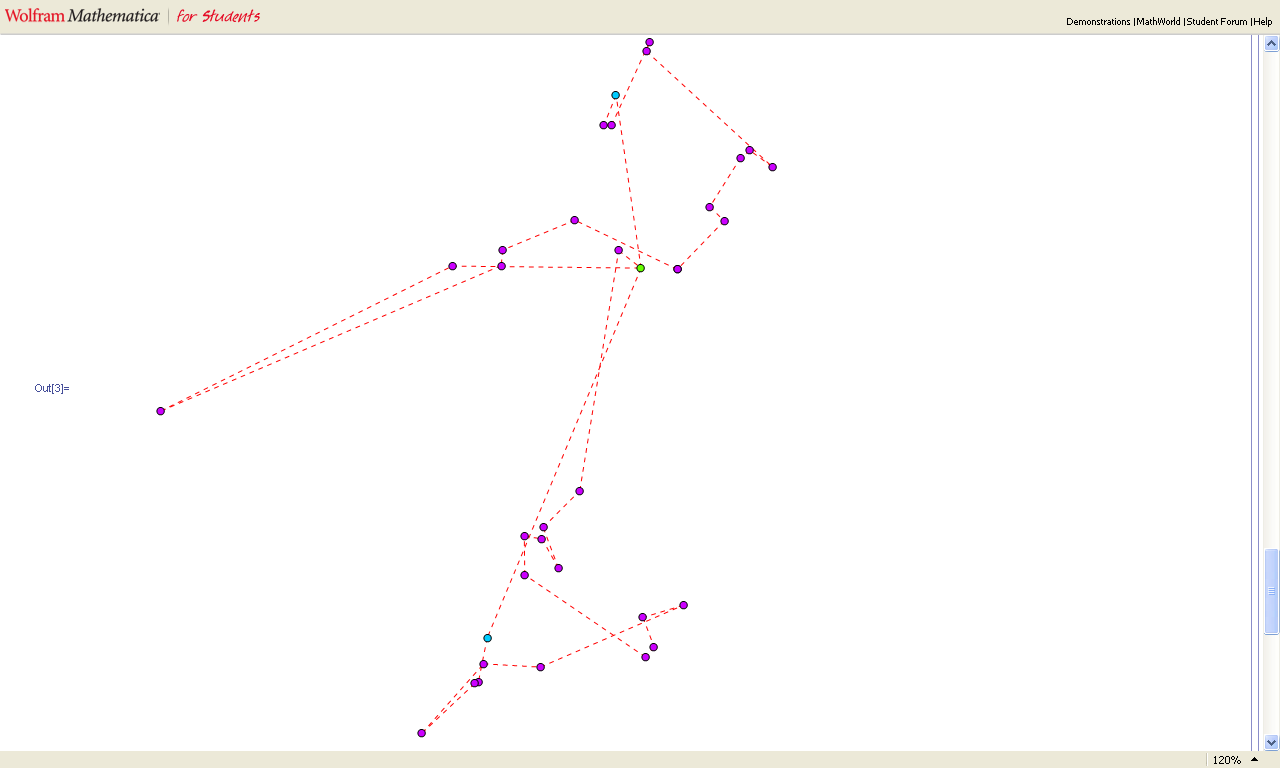 Wolfram Mathematica | for Students
Demonstrations |MathWorld |Student Forum |Help
Out[3]=
120%